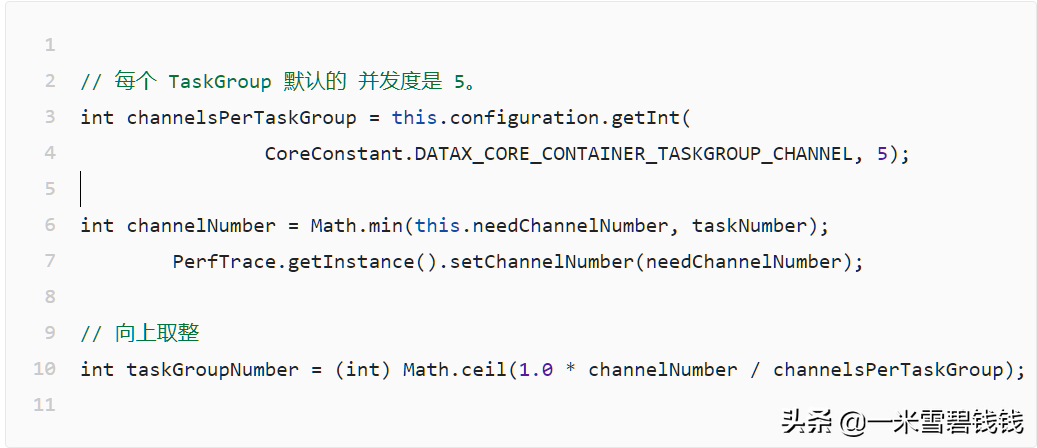 1
2 // 每个 TaskGroup 默认的 并发度是 5。
3 int channelsPerTaskGroup = this.configuration.getInt(
4 CoreConstant.DATAX_CORE_CONTAINER_TASKGROUP_CHANNEL, 5);
5
6 int channelNumber = Math.min(this.needChannelNumber, taskNumber);
7 PerfTrace.getInstance().setChannelNumber(needChannelNumber);
8
9 // 向上取整
10 int taskGroupNumber = (int) Math.ceil(1.0 * channelNumber / channelsPerTaskGroup);
11
头条 @一米雪碧钱钱